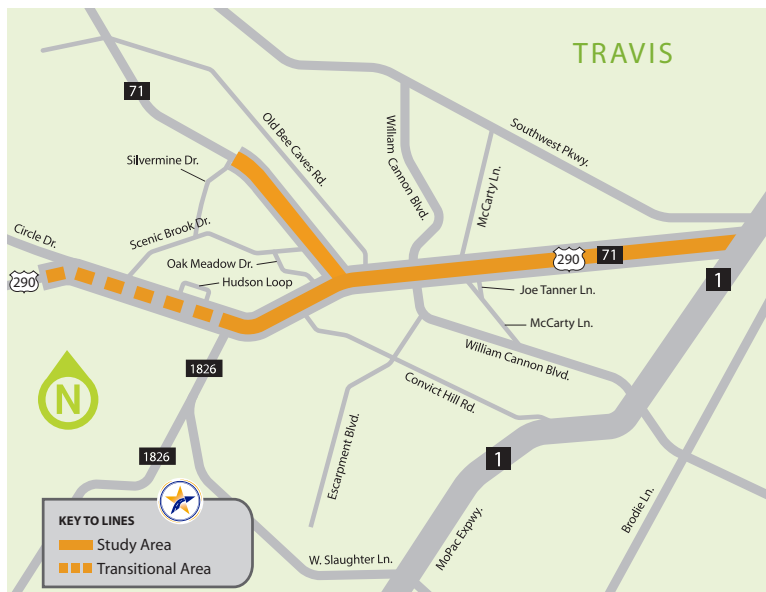 TRAVIS
71
Old Bee Caves Rd.
William Cannon Blvd.
Southwest Pkwy.
McCarty Ln.
Silvermine Dr.
Circle Dr.
Scenic Brook Dr.
Oak Meadow Dr.
Hudson Loop
290
290
71
1
Joe Tanner Ln.
McCarty Ln.
William Cannon Blvd.
Convict Hill Rd.
1826
N
1826
Escarpment Blvd.
1
MoPac Expwy.
Brodie Ln.
W. Slaughter Ln.
KEY TO LINES
Study Area
Transitional Area